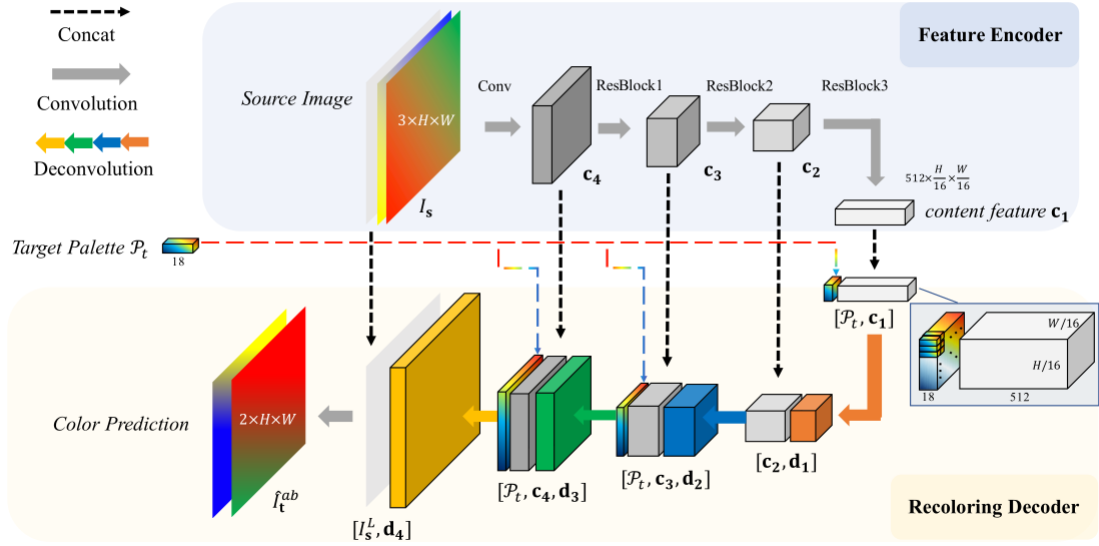 Concat
Convolution
Deconvolution
Feature Encoder
Source Image
3×H×W
I_s
Conv
ResBlock1
ResBlock2
ResBlock3
c₄
c₃
c₂
512×H/16×W/16
content feature c₁
Target Palette 𝒫_t
18
[𝒫_t, c₁]
W/16
H/16
18
512
Color Prediction
2×H×W
Î_t^ab
[I_s^L, d₄]
[𝒫_t, c₄, d₃]
[𝒫_t, c₃, d₂]
[c₂, d₁]
Recoloring Decoder